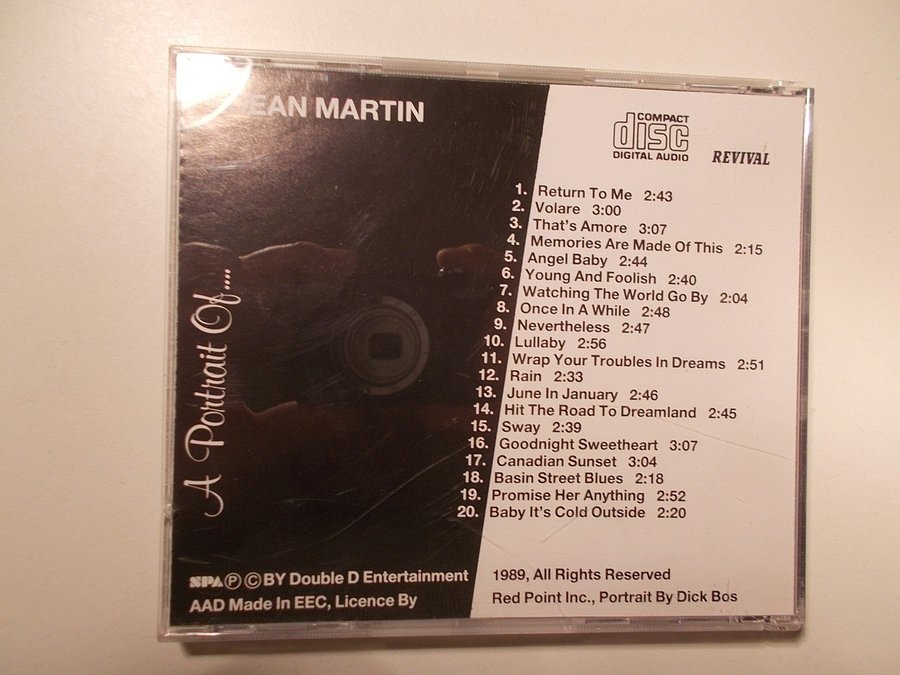 EAN MARTIN
COMPACT
disc
DIGITAL AUDIO
REVIVAL
A Portrait Of....
1. Return To Me 2:43
2. Volare 3:00
3. That's Amore 3:07
4. Memories Are Made Of This 2:15
5. Angel Baby 2:44
6. Young And Foolish 2:40
7. Watching The World Go By 2:04
8. Once In A While 2:48
9. Nevertheless 2:47
10. Lullaby 2:56
11. Wrap Your Troubles In Dreams 2:51
12. Rain 2:33
13. June In January 2:46
14. Hit The Road To Dreamland 2:45
15. Sway 2:39
16. Goodnight Sweetheart 3:07
17. Canadian Sunset 3:04
18. Basin Street Blues 2:18
19. Promise Her Anything 2:52
20. Baby It's Cold Outside 2:20
SPA Ⓟ © BY Double D Entertainment
AAD Made In EEC, Licence By
1989, All Rights Reserved
Red Point Inc., Portrait By Dick Bos